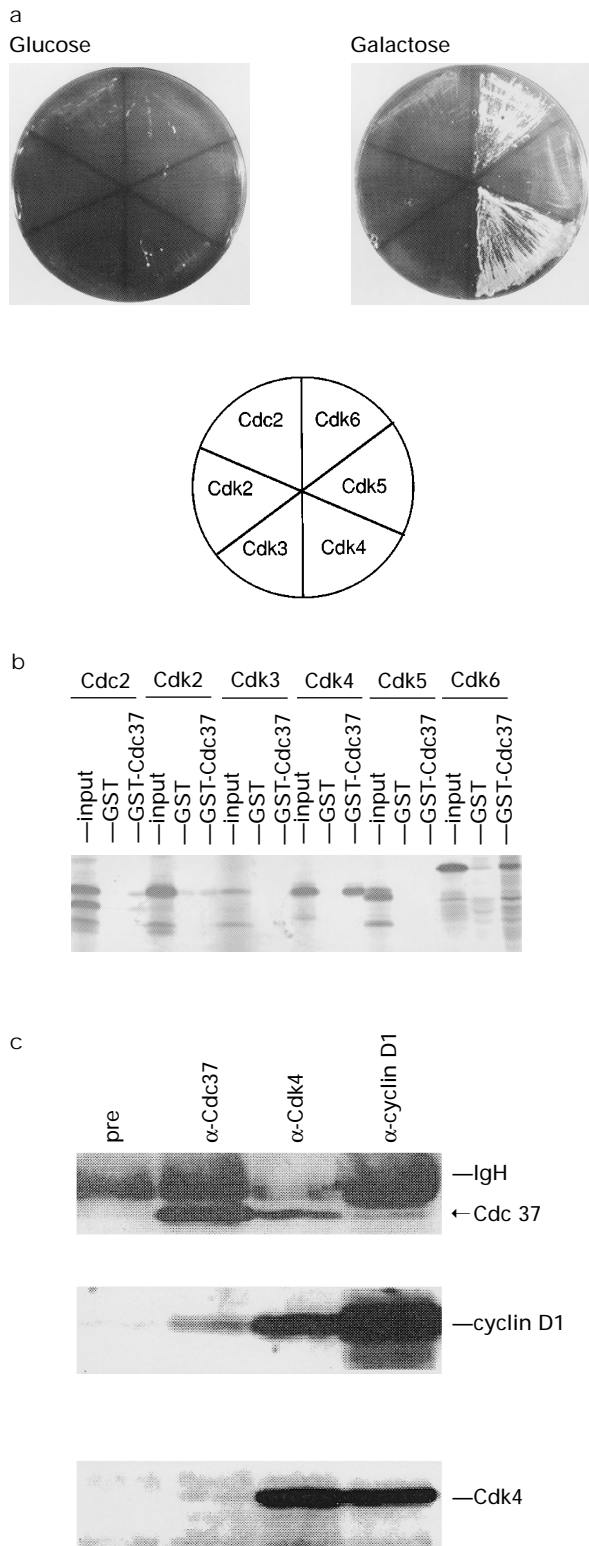 a
Glucose Galactose
Cdc2 Cdk6
Cdk2 Cdk5
Cdk3 Cdk4
b
Cdc2 Cdk2 Cdk3 Cdk4 Cdk5 Cdk6
input GST GST-Cdc37 input GST GST-Cdc37 input GST GST-Cdc37 input GST GST-Cdc37 input GST GST-Cdc37 input GST GST-Cdc37
c
pre α-Cdc37 α-Cdk4 α-cyclin D1
IgH
Cdc 37
cyclin D1
Cdk4